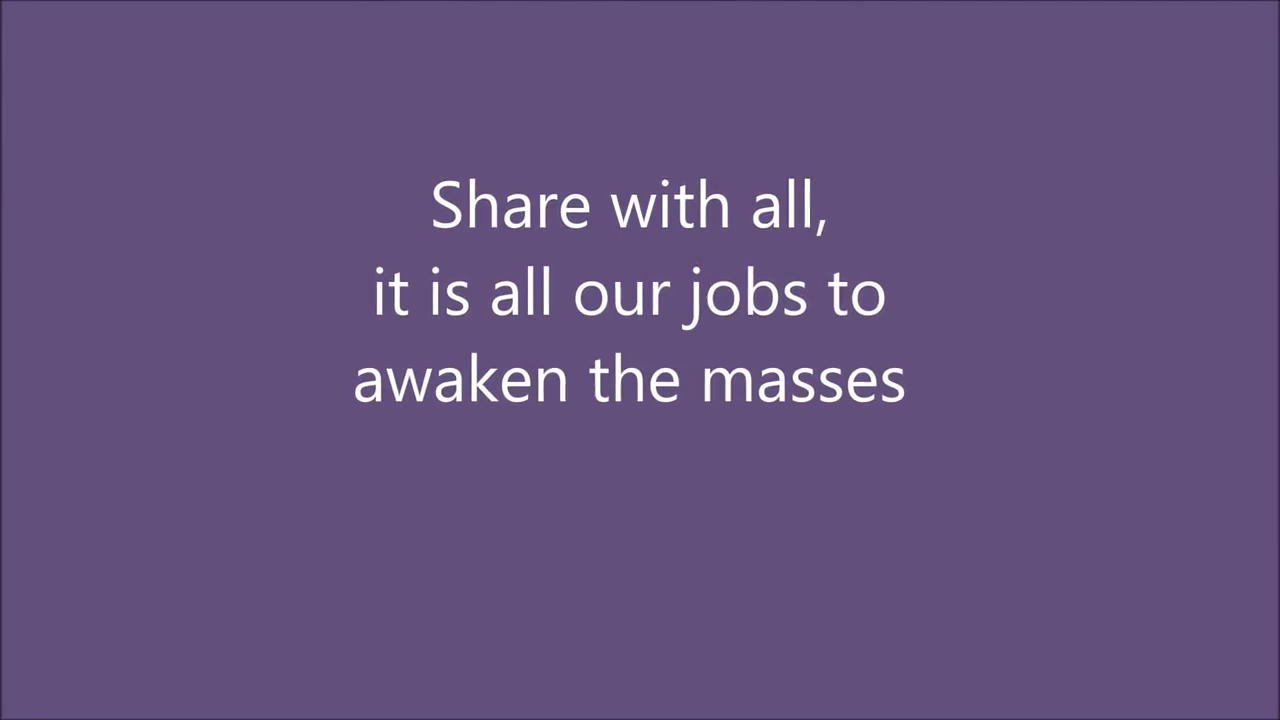 Share with all,
it is all our jobs to
awaken the masses